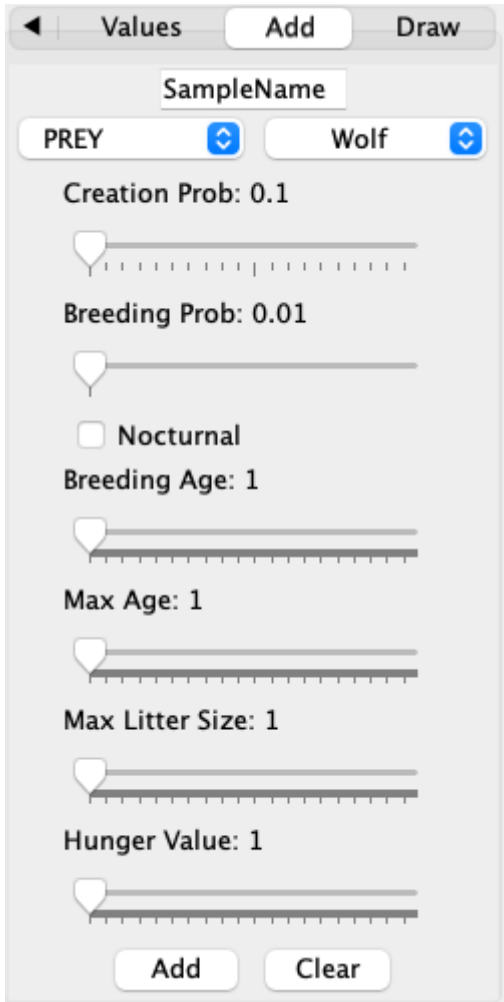 Values Add Draw
SampleName
PREY Wolf
Creation Prob: 0.1
Breeding Prob: 0.01
Nocturnal
Breeding Age: 1
Max Age: 1
Max Litter Size: 1
Hunger Value: 1
Add Clear